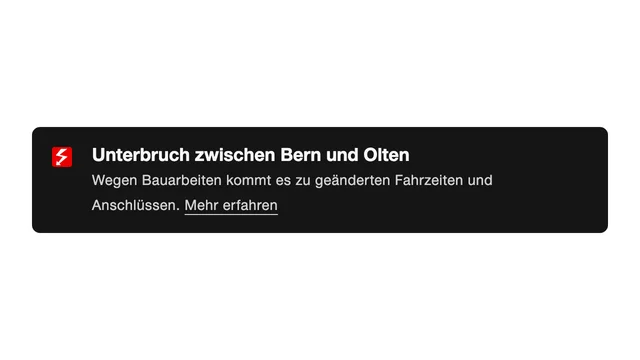 Unterbruch zwischen Bern und Olten
Wegen Bauarbeiten kommt es zu geänderten Fahrzeiten und
Anschlüssen. Mehr erfahren